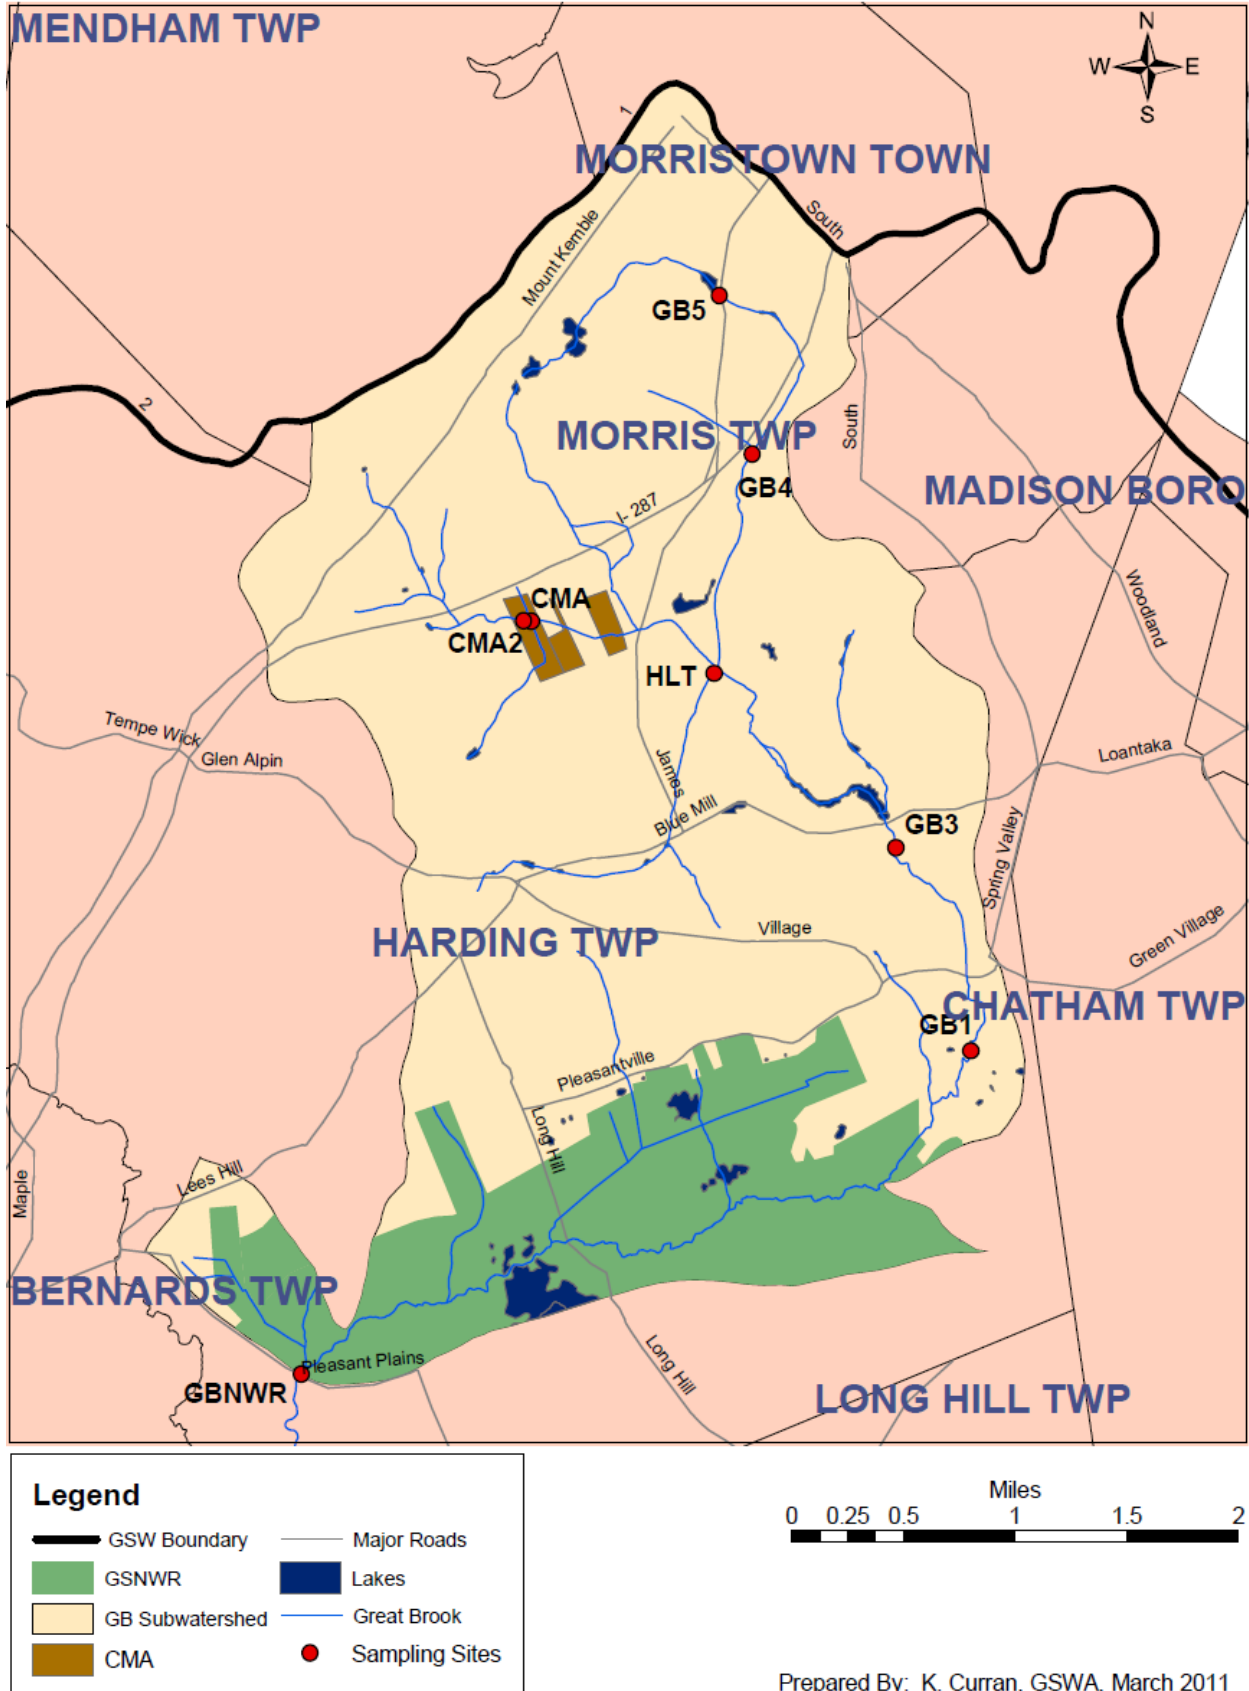 MENDHAM TWP
N
W E
S
1
MORRISTOWN TOWN
South
Mount Kemble
GB5
2
South
MORRIS TWP
GB4
MADISON BORO
I- 287
Woodland
CMA
CMA2
HLT
Tempe Wick
Glen Alpin
James
Loantaka
Blue Mill
GB3
Spring Valley
Village
HARDING TWP
Green Village
CHATHAM TWP
GB1
Pleasantville
Long Hill
Maple
Lees Hill
BERNARDS TWP
Pleasant Plains
GBNWR
Long Hill
LONG HILL TWP
Legend
GSW Boundary
Major Roads
GSNWR
Lakes
GB Subwatershed
Great Brook
CMA
Sampling Sites
Miles
0 0.25 0.5 1 1.5 2
Prepared By: K. Curran, GSWA, March 2011